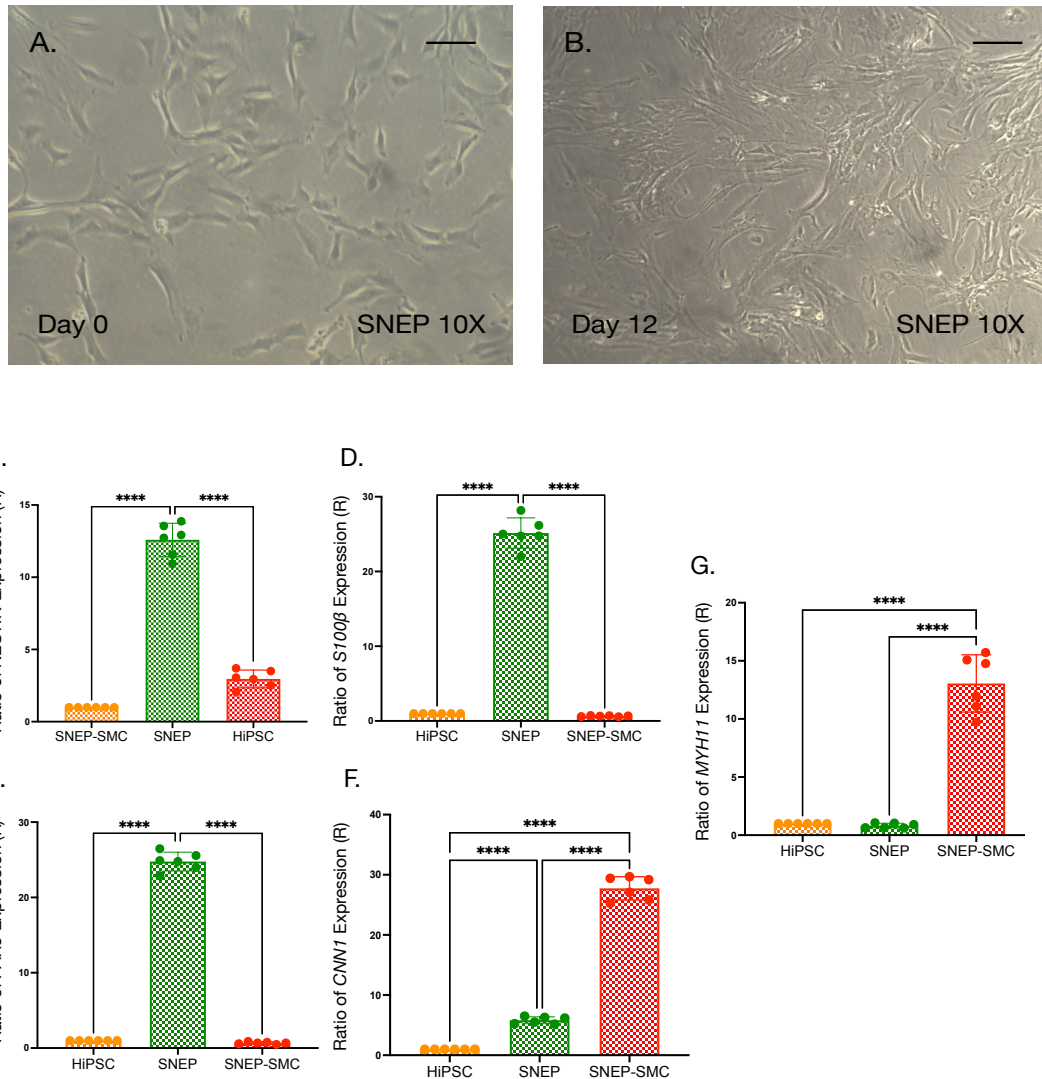 A.
Day 0
SNEP 10X
B.
Day 12
SNEP 10X
D.
15
10
5
0
****
****
SNEP-SMC
SNEP
HiPSC
Ratio of S100β Expression (R)
30
20
10
0
****
****
HiPSC
SNEP
SNEP-SMC
G.
Ratio of MYH11 Expression (R)
20
15
10
5
0
****
****
HiPSC
SNEP
SNEP-SMC
30
20
10
0
****
****
HiPSC
SNEP
SNEP-SMC
F.
Ratio of CNN1 Expression (R)
40
30
20
10
0
****
****
****
HiPSC
SNEP
SNEP-SMC